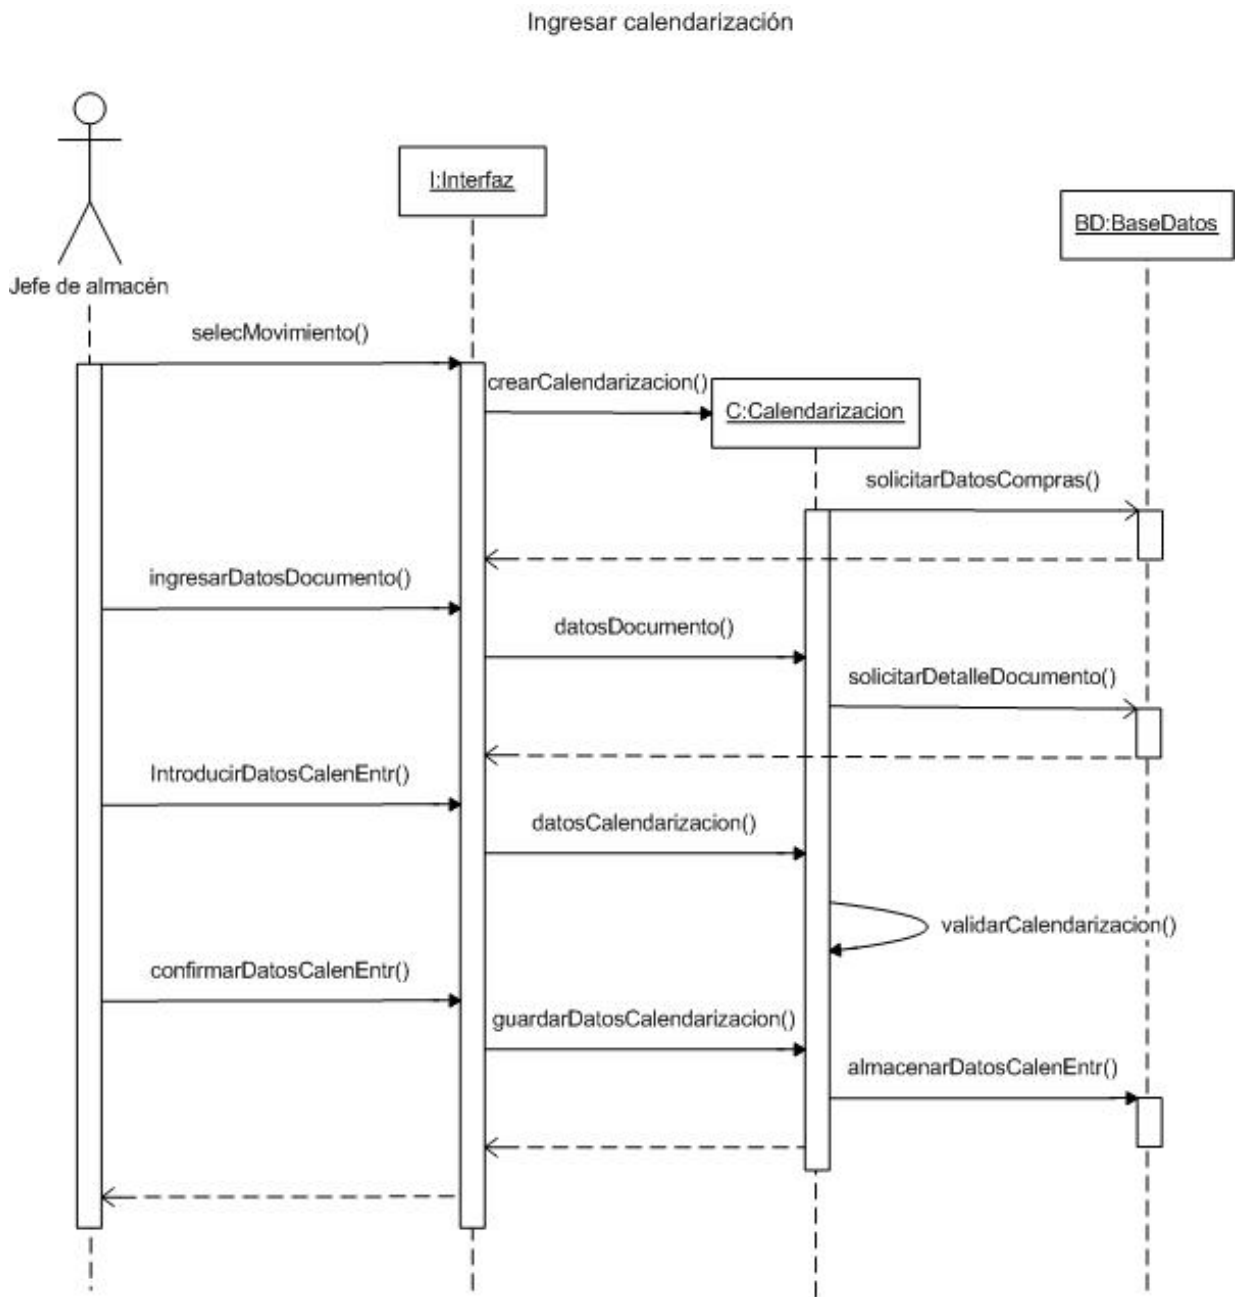 Ingresar calendarización
I:Interfaz
BD:BaseDatos
Jefe de almacén
selecMovimiento()
crearCalendarizacion()
C:Calendarizacion
solicitarDatosCompras()
ingresarDatosDocumento()
datosDocumento()
solicitarDetalleDocumento()
IntroducirDatosCalenEntr()
datosCalendarizacion()
validarCalendarizacion()
confirmarDatosCalenEntr()
guardarDatosCalendarizacion()
almacenarDatosCalenEntr()